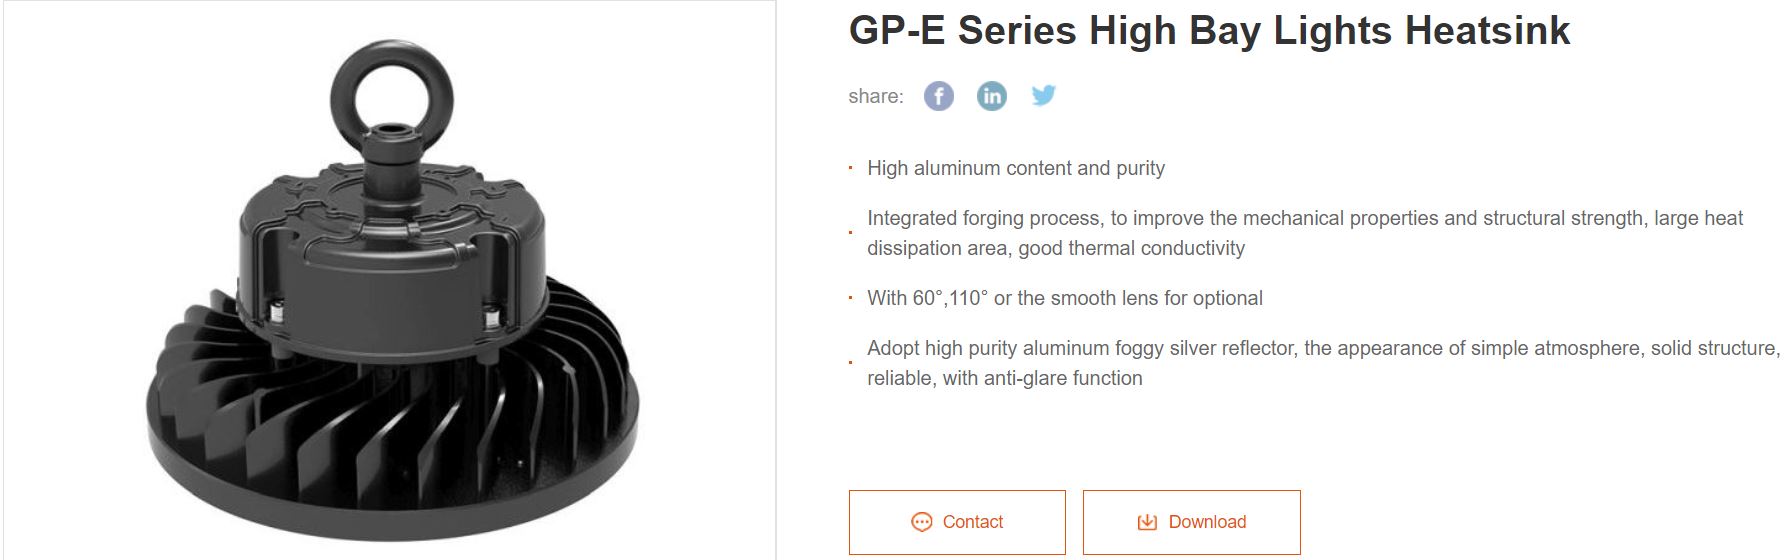 GP-E Series High Bay Lights Heatsink
share:
High aluminum content and purity
Integrated forging process, to improve the mechanical properties and structural strength, large heat
dissipation area, good thermal conductivity
With 60°,110° or the smooth lens for optional
Adopt high purity aluminum foggy silver reflector, the appearance of simple atmosphere, solid structure,
reliable, with anti-glare function
Contact
Download